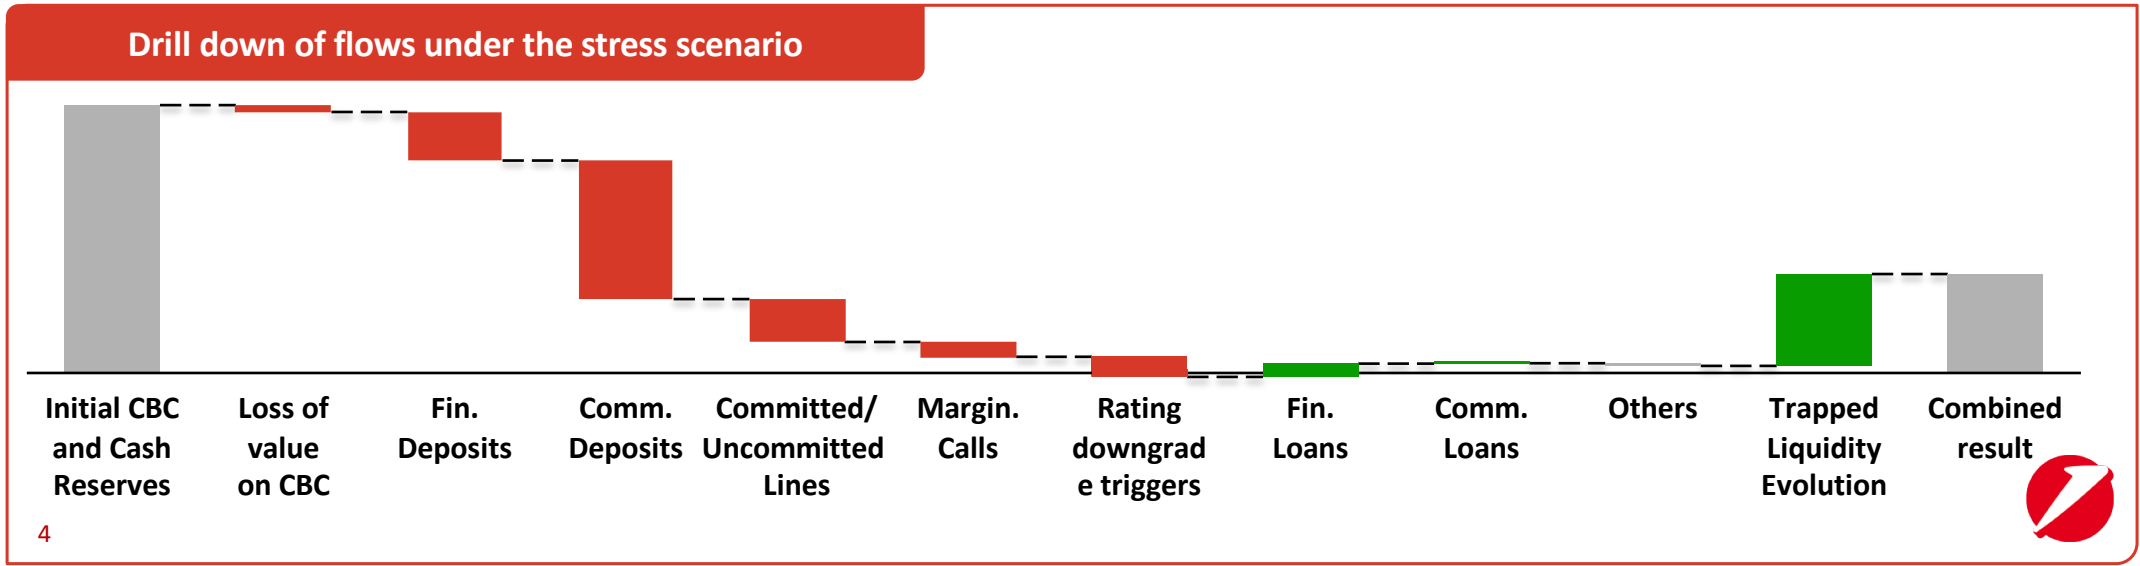 Drill down of flows under the stress scenario
Initial CBC
and Cash
Reserves
Loss of
value
on CBC
Fin.
Deposits
Comm.
Deposits
Committed/
Uncommitted
Lines
Margin.
Calls
Rating
downgrad
e triggers
Fin.
Loans
Comm.
Loans
Others
Trapped
Liquidity
Evolution
Combined
result
4